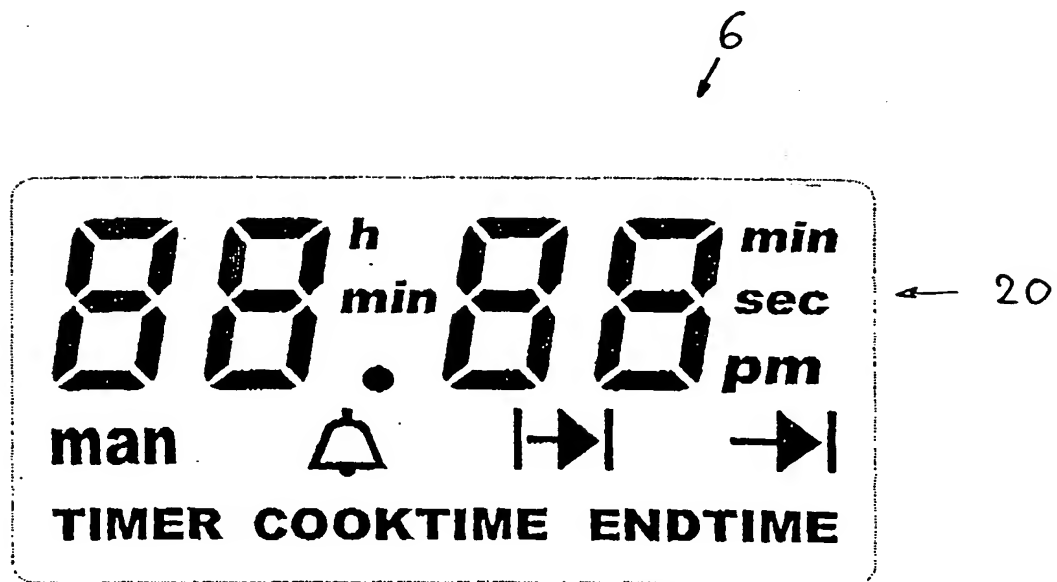 6
88 h 88 min
min sec
. pm
man
TIMER COOKTIME ENDTIME
20